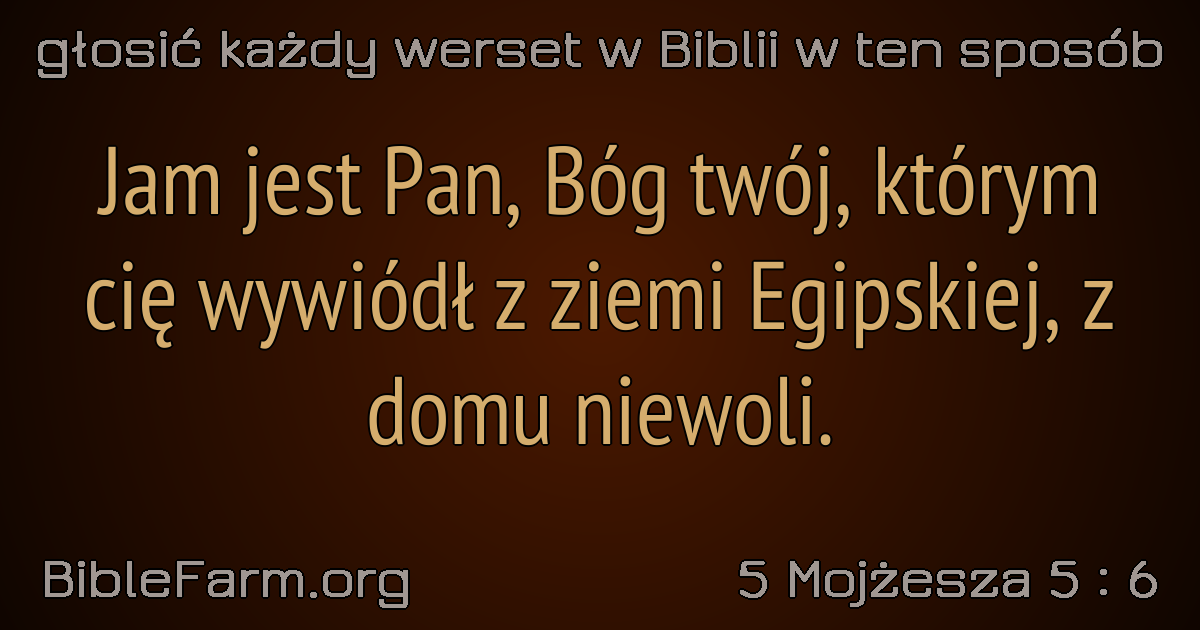 głosić każdy werset w Biblii w ten sposób
Jam jest Pan, Bóg twój, którym
cię wywiódł z ziemi Egipskiej, z
domu niewoli.
BibleFarm.org
5 Mojżesza 5 : 6